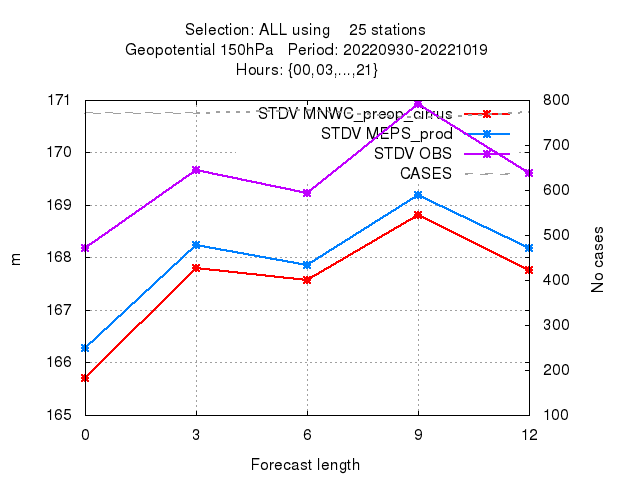 Selection: ALL using 25 stations
Geopotential 150hPa Period: 20220930-20221019
Hours: {00,03,...,21}
171 800
STDV MNWC_preop_cirrus
STDV MEPS_prod
170 700
STDV OBS
CASES
169 600
168 500
m
No cases
167 400
300
166 200
165 100
0 3 6 9 12
Forecast length